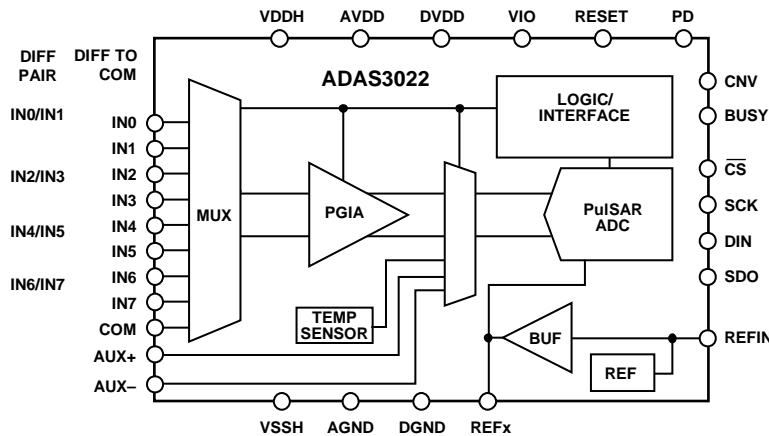 VDDH AVDD DVDD VIO RESET PD
DIFF PAIR
DIFF TO COM
ADAS3022
LOGIC/
INTERFACE
CNV
BUSY
CS
SCK
DIN
SDO
REFIN
IN0/IN1
IN2/IN3
IN4/IN5
IN6/IN7
IN0
IN1
IN2
IN3
IN4
IN5
IN6
IN7
COM
AUX+
AUX–
MUX
PGIA
PulSAR
ADC
TEMP
SENSOR
BUF
REF
VSSH AGND DGND REFx